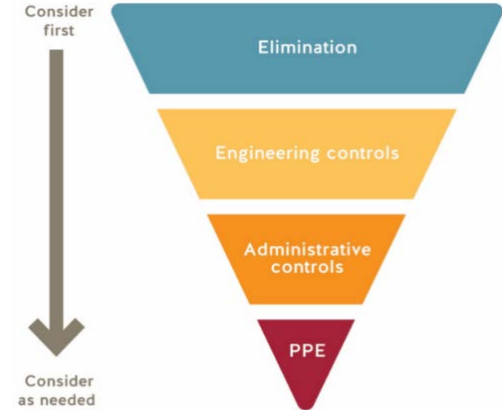 Consider
first
Elimination
Engineering controls
Administrative
controls
PPE
Consider
as needed